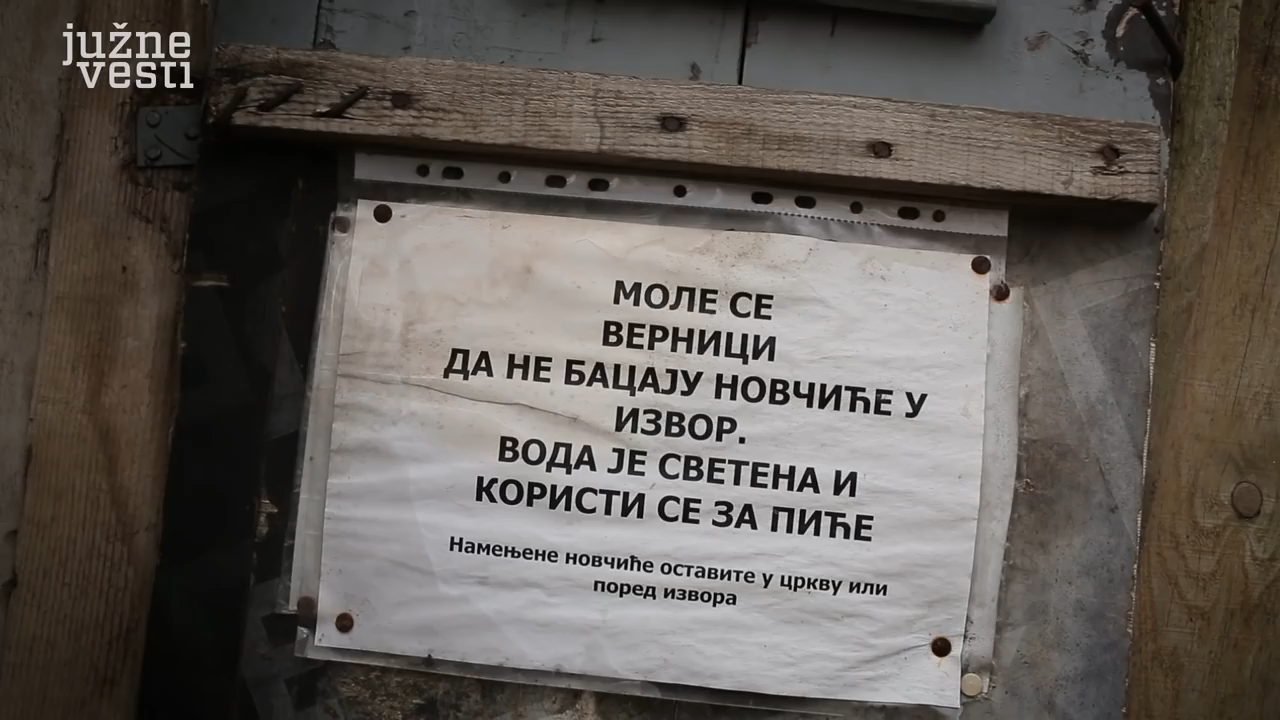 južne
vesti
МОЛЕ СЕ
ВЕРНИЦИ
ДА НЕ БАЦАЈУ НОВЧИЋЕ У
ИЗВОР.
ВОДА ЈЕ СВЕТЕНА И
КОРИСТИ СЕ ЗА ПИЋЕ
Намењене новчиће оставите у цркву или
поред извора